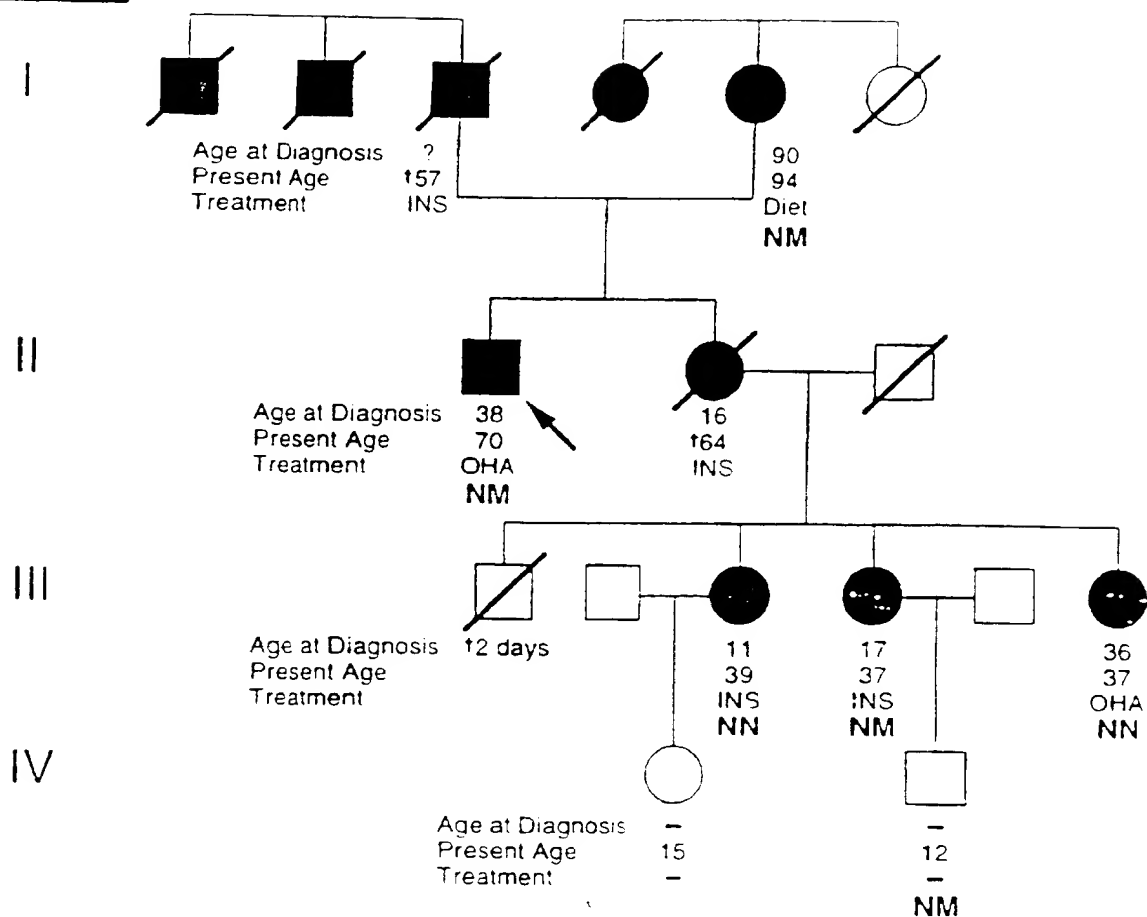 I
Age at Diagnosis ? 90
Present Age †57 94
Treatment INS Diet
NM
II
Age at Diagnosis 38 16
Present Age 70 †64
Treatment OHA INS
NM
III
Age at Diagnosis †2 days 11 17 36
Present Age 39 37 37
Treatment INS INS OHA
NN NM NN
IV
Age at Diagnosis – –
Present Age 15 12
Treatment – –
NM